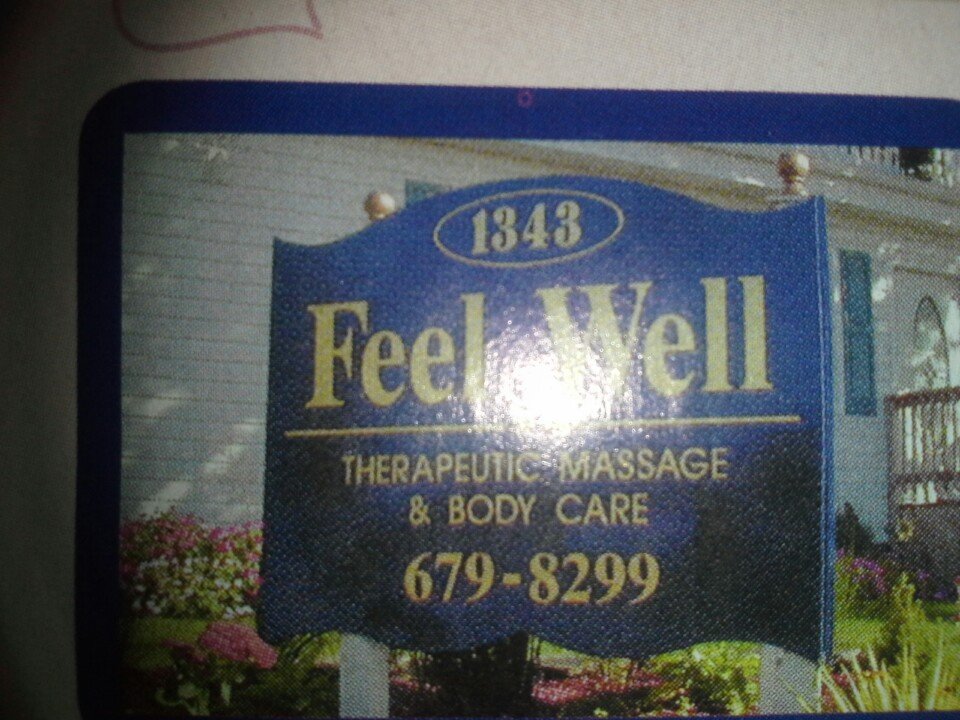 1343
Feel Well
THERAPEUTIC MASSAGE
& BODY CARE
679-8299